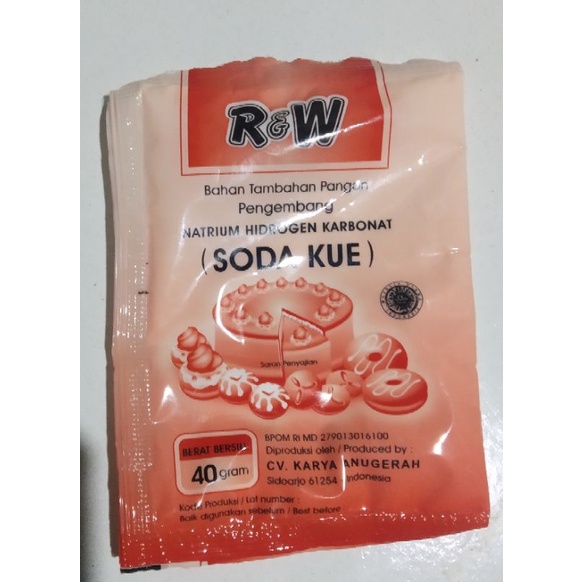 R&W
Bahan Tambahan Pangan
Pengembang
NATRIUM HIDROGEN KARBONAT
(SODA KUE)
Saran Penyajian
BERAT BERSIH
40 gram
BPOM RI MD 279013016100
Diproduksi oleh / Produced by :
CV. KARYA ANUGERAH
Sidoarjo 61254 - Indonesia
Kode Produksi / Lot number :
Baik digunakan sebelum / Best before